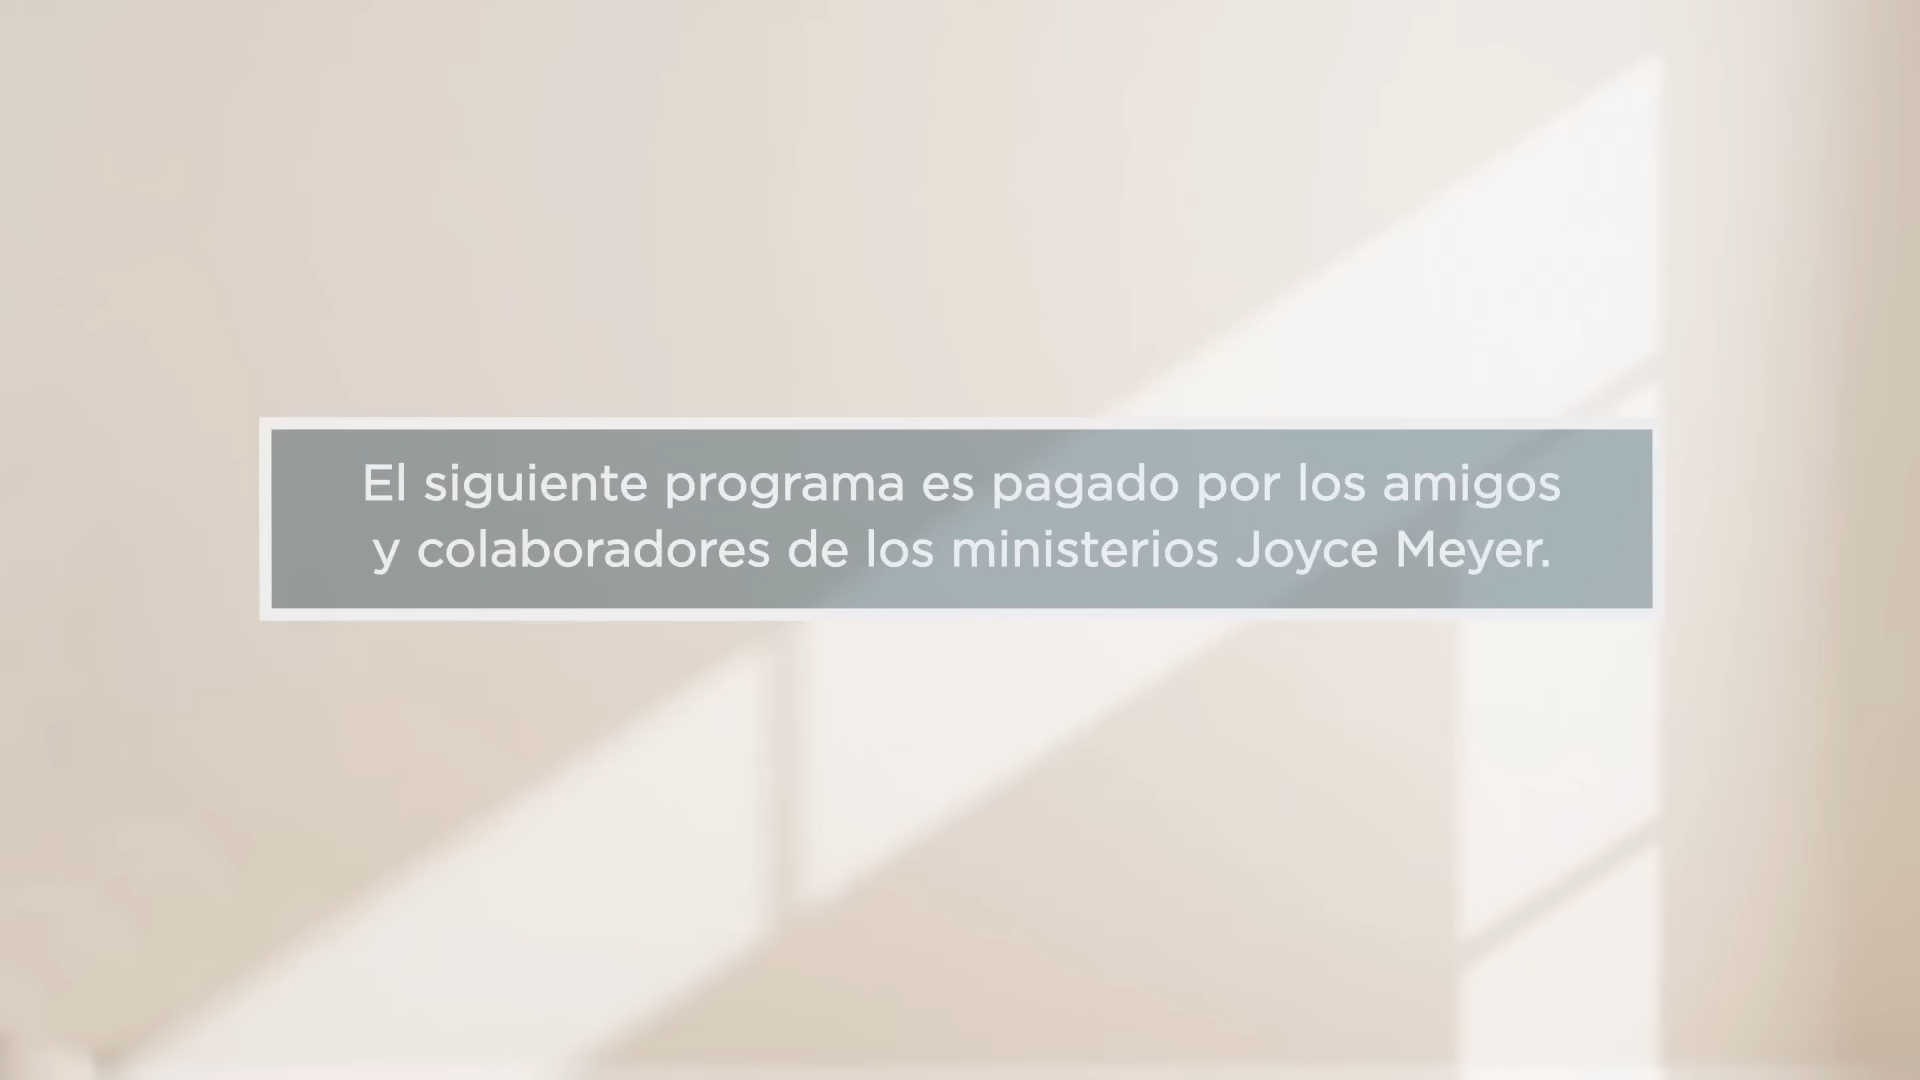 El siguiente programa es pagado por los amigos
y colaboradores de los ministerios Joyce Meyer.